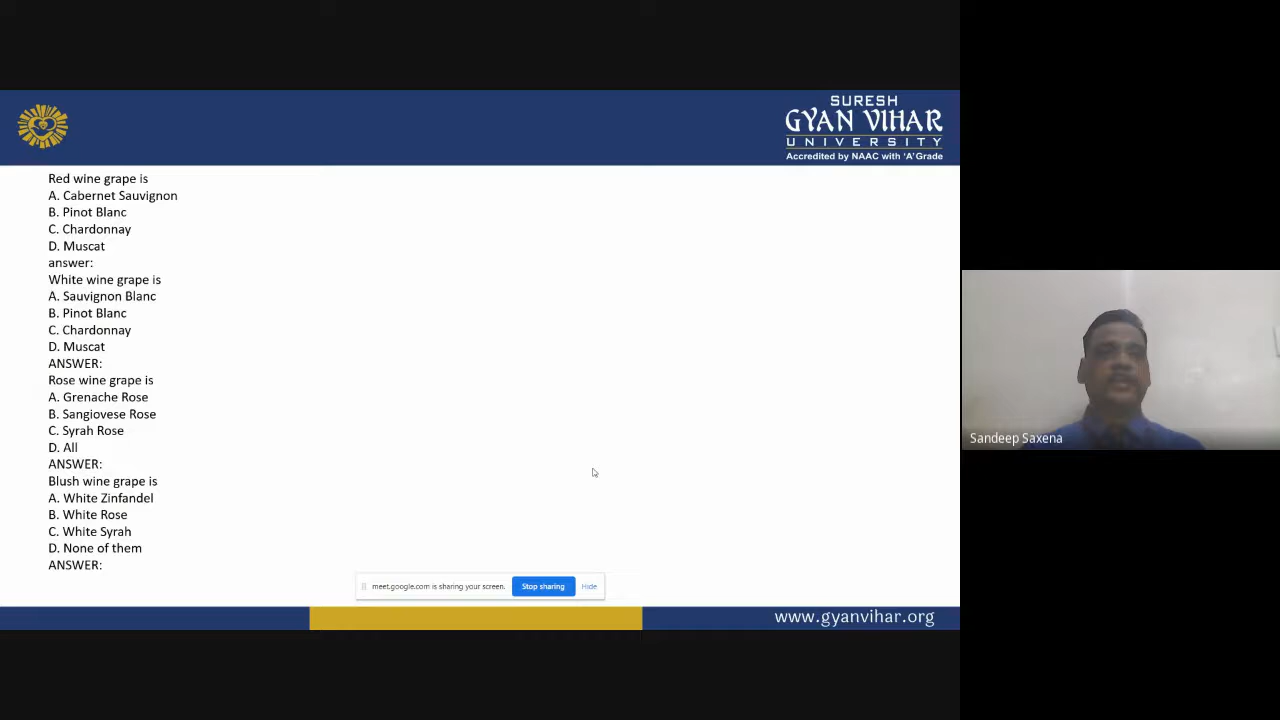 SURESH
GYAN VIHAR
UNIVERSITY
Accredited by NAAC with 'A' Grade
Red wine grape is
A. Cabernet Sauvignon
B. Pinot Blanc
C. Chardonnay
D. Muscat
answer:
White wine grape is
A. Sauvignon Blanc
B. Pinot Blanc
C. Chardonnay
D. Muscat
ANSWER:
Rose wine grape is
A. Grenache Rose
B. Sangiovese Rose
C. Syrah Rose
D. All
ANSWER:
Blush wine grape is
A. White Zinfandel
B. White Rose
C. White Syrah
D. None of them
ANSWER:
meet.google.com is sharing your screen. Stop sharing Hide
www.gyanvihar.org
Sandeep Saxena